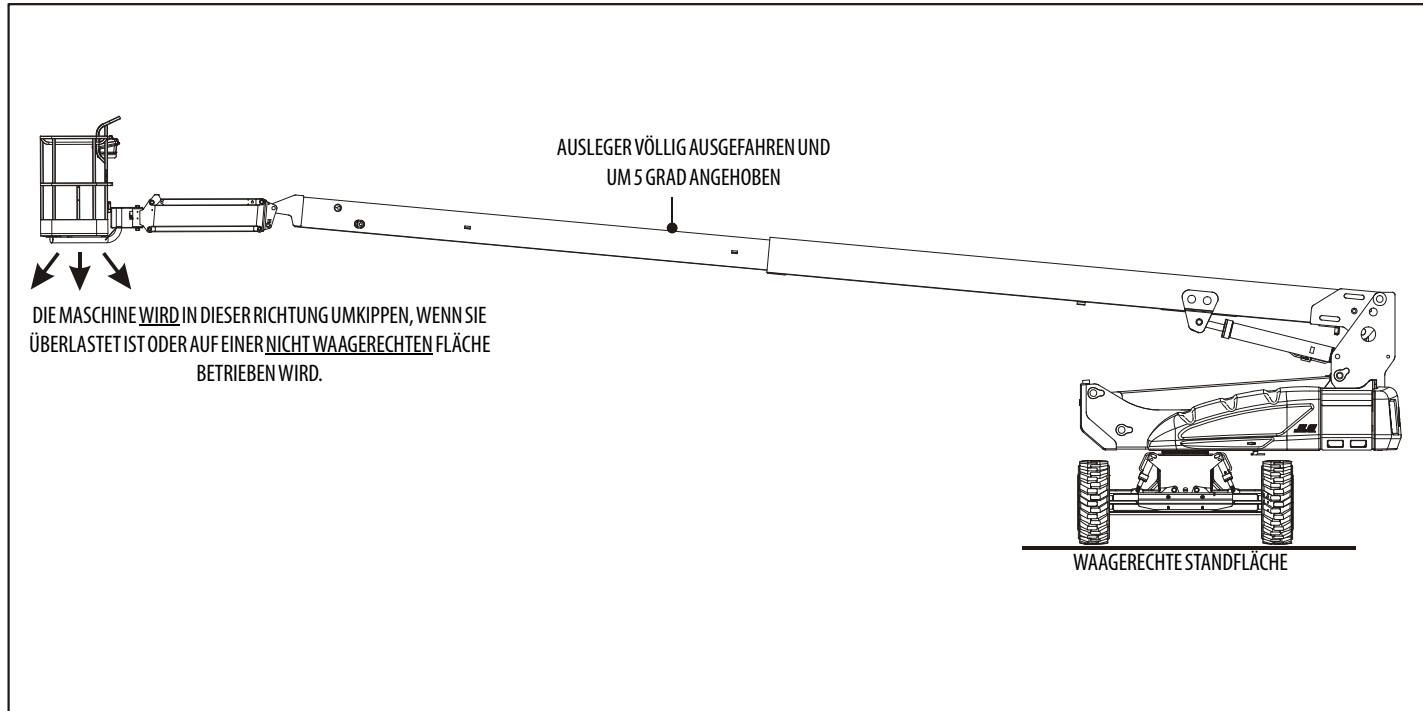 AUSLEGER VÖLLIG AUSGEFAHREN UND
UM 5 GRAD ANGEHOBEN
DIE MASCHINE WIRD IN DIESER RICHTUNG UMKIPPEN, WENN SIE
ÜBERLASTET IST ODER AUF EINER NICHT WAAGERECHTEN FLÄCHE
BETRIEBEN WIRD.
JLG
WAAGERECHTE STANDFLÄCHE